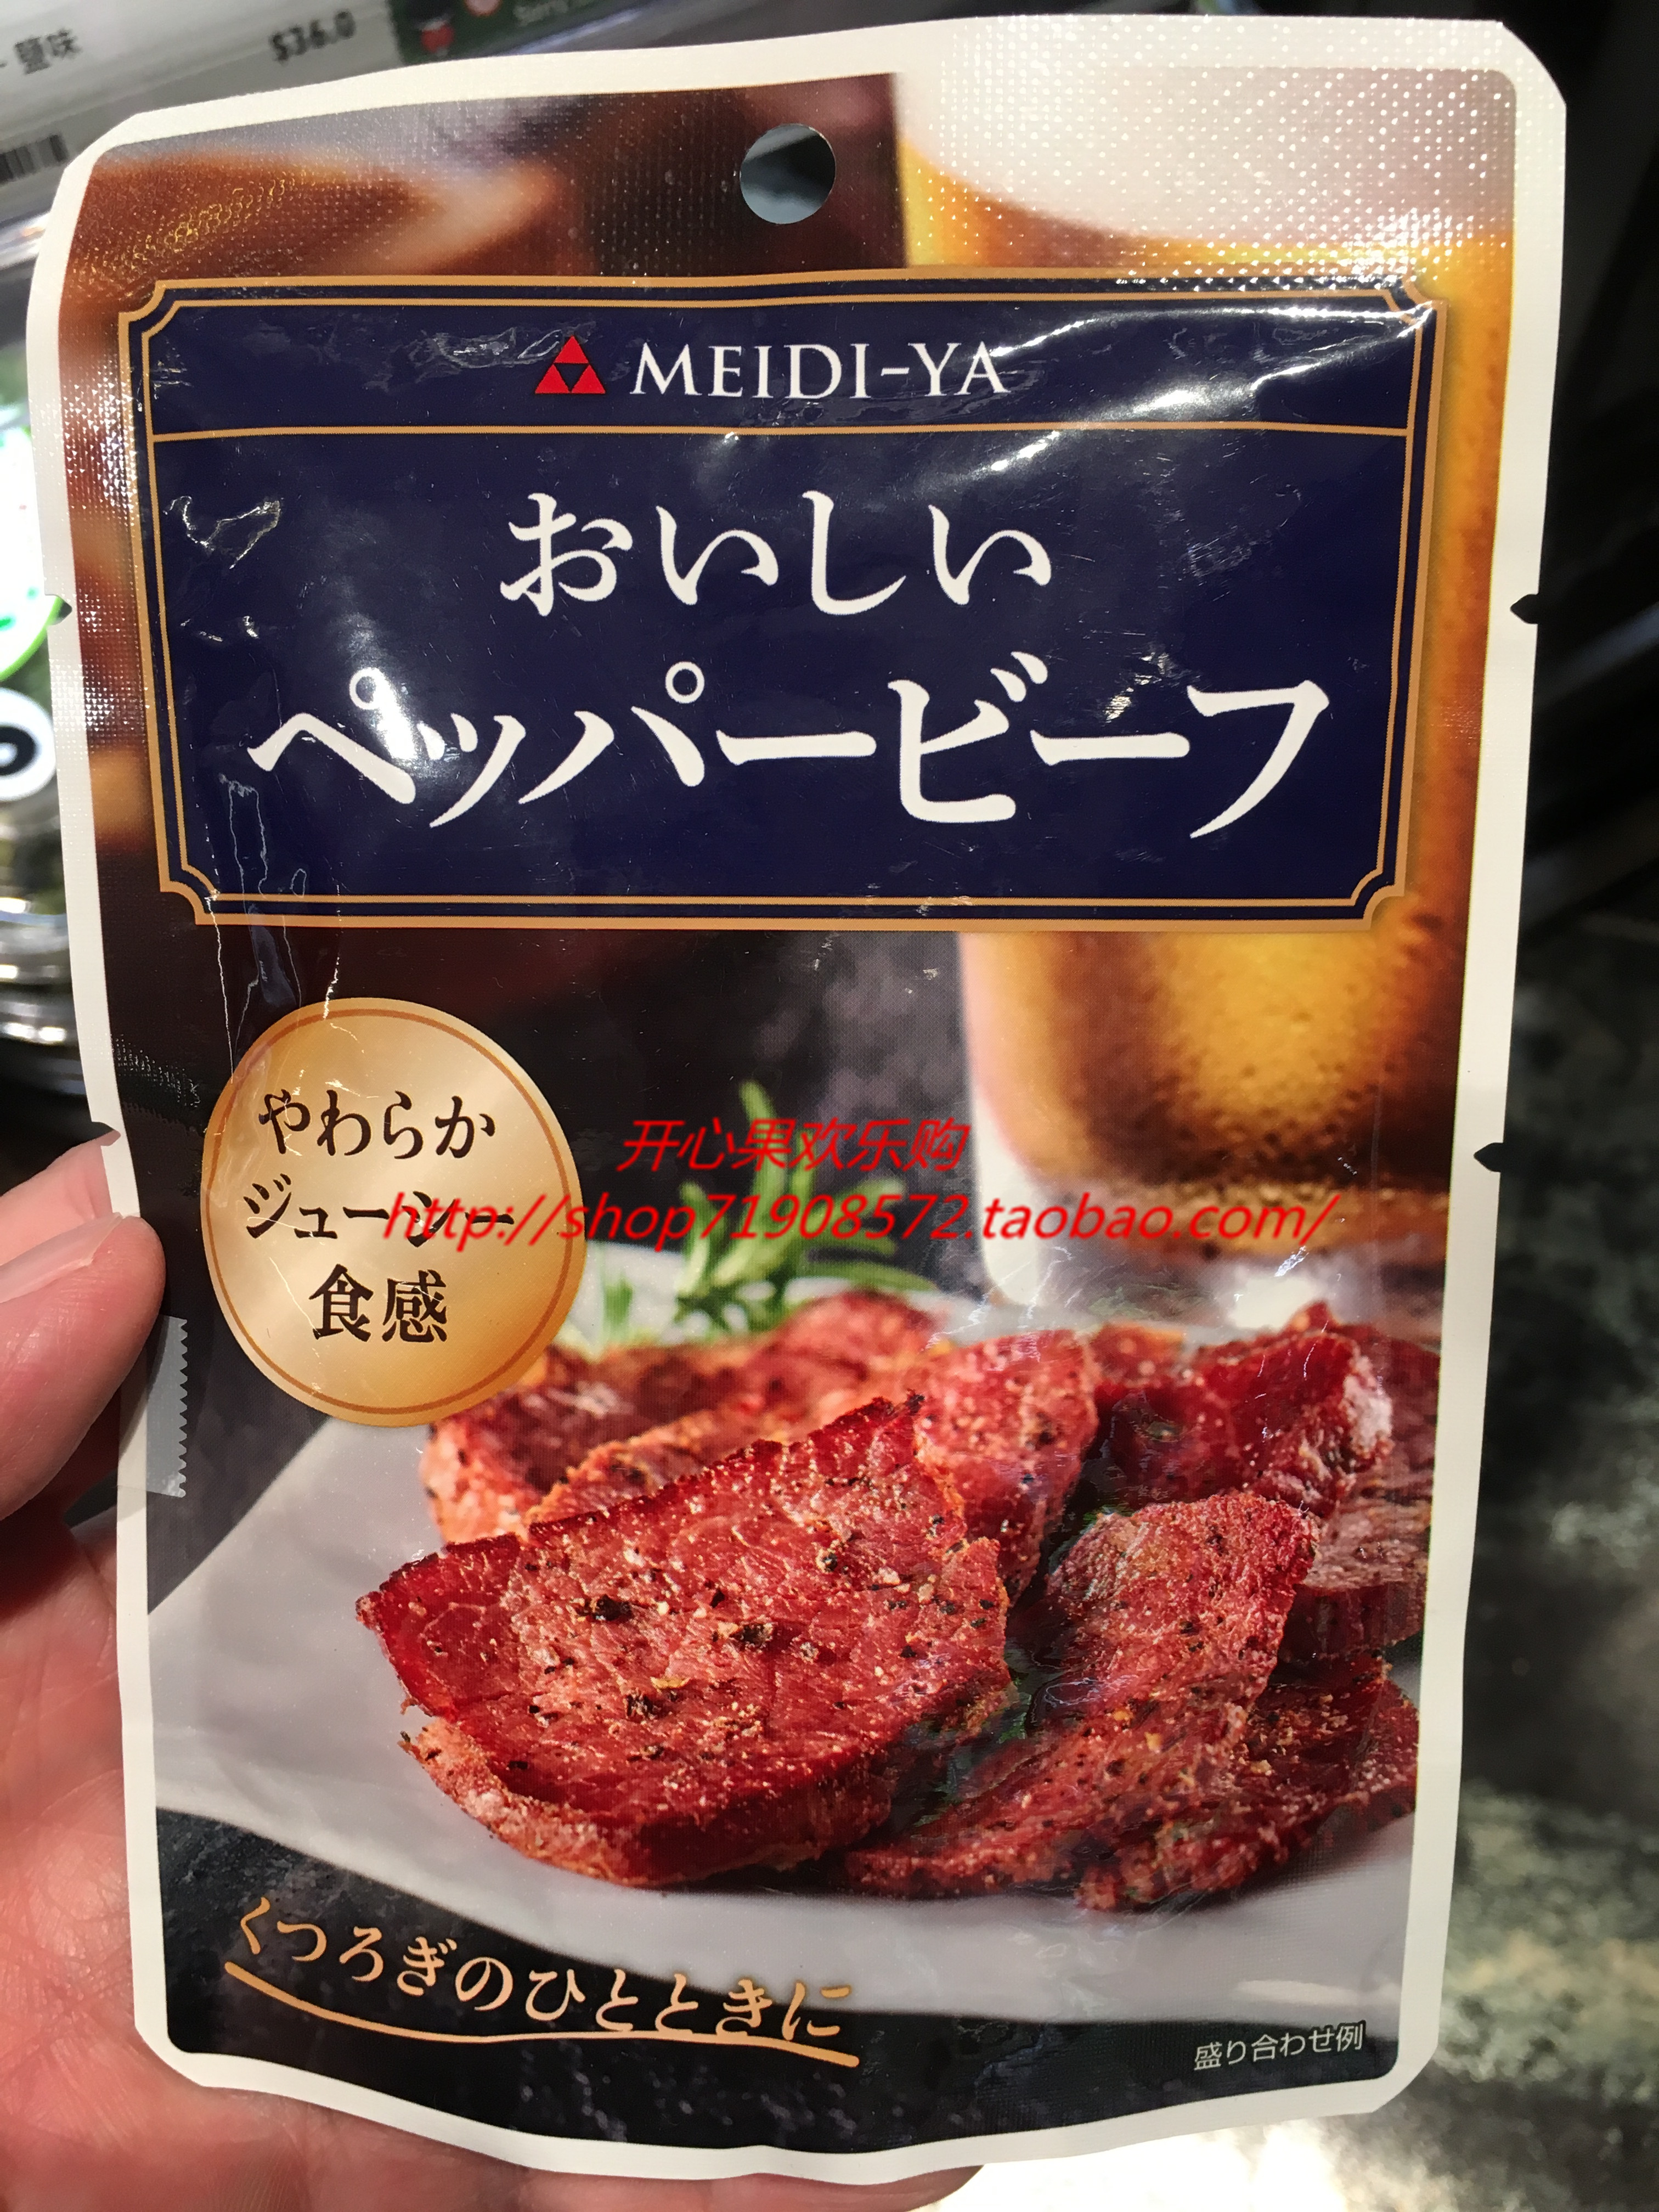 鹽味
$36.0
MEIDI-YA
おいしい
ペッパービーフ
やわらか
ジューシー
食感
开心果欢乐购
http://shop71908572.taobao.com/
くつろぎのひとときに
盛り合わせ例